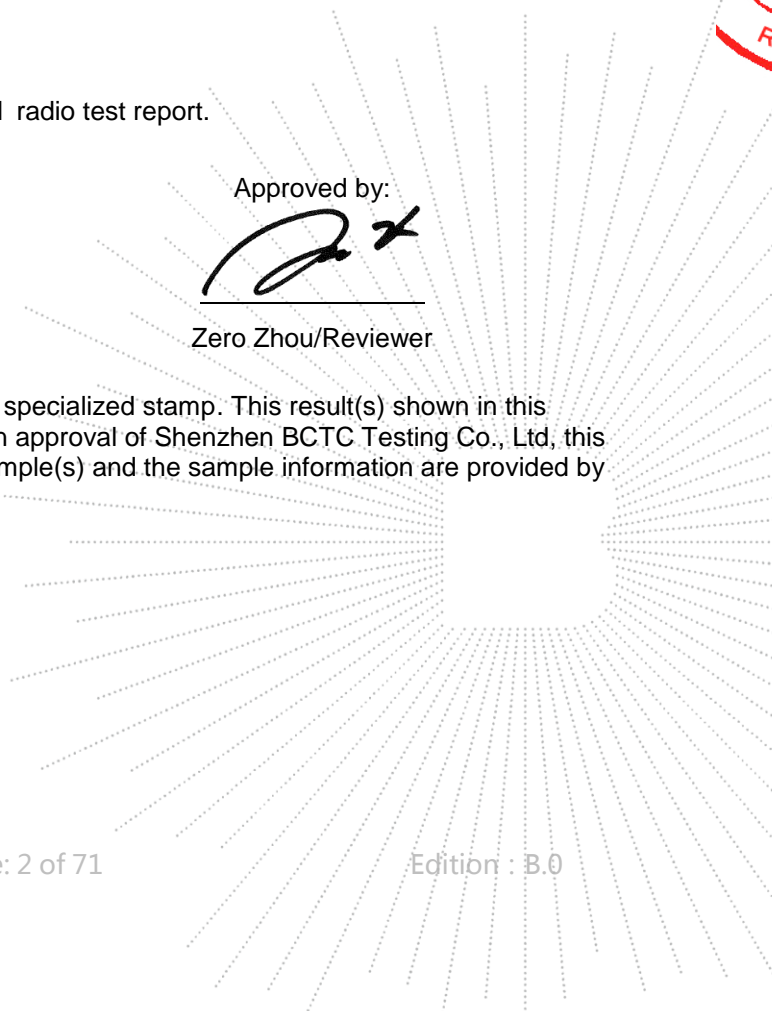 radio test report.
Approved by:
Zero Zhou/Reviewer
specialized stamp. This result(s) shown in this
approval of Shenzhen BCTC Testing Co., Ltd, this
mple(s) and the sample information are provided by
: 2 of 71 Edition : B.0